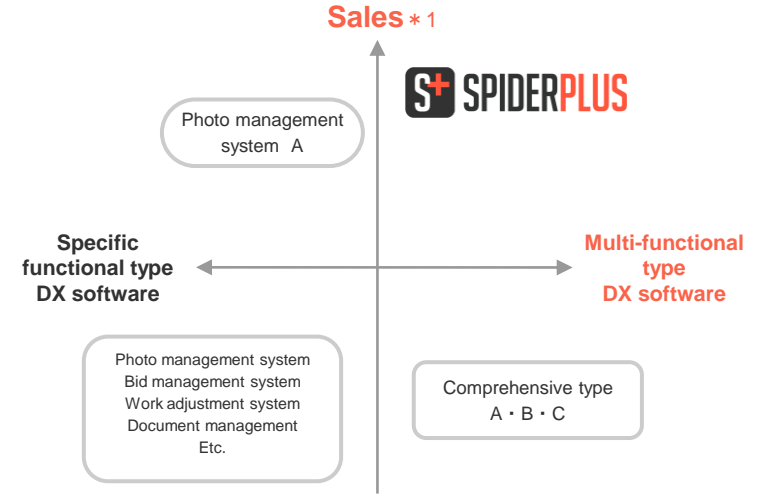 Sales＊1
S+ SPIDERPLUS
Photo management
system A
Specific
functional type
DX software
Multi-functional
type
DX software
Photo management system
Bid management system
Work adjustment system
Document management
Etc.
Comprehensive type
A・B・C